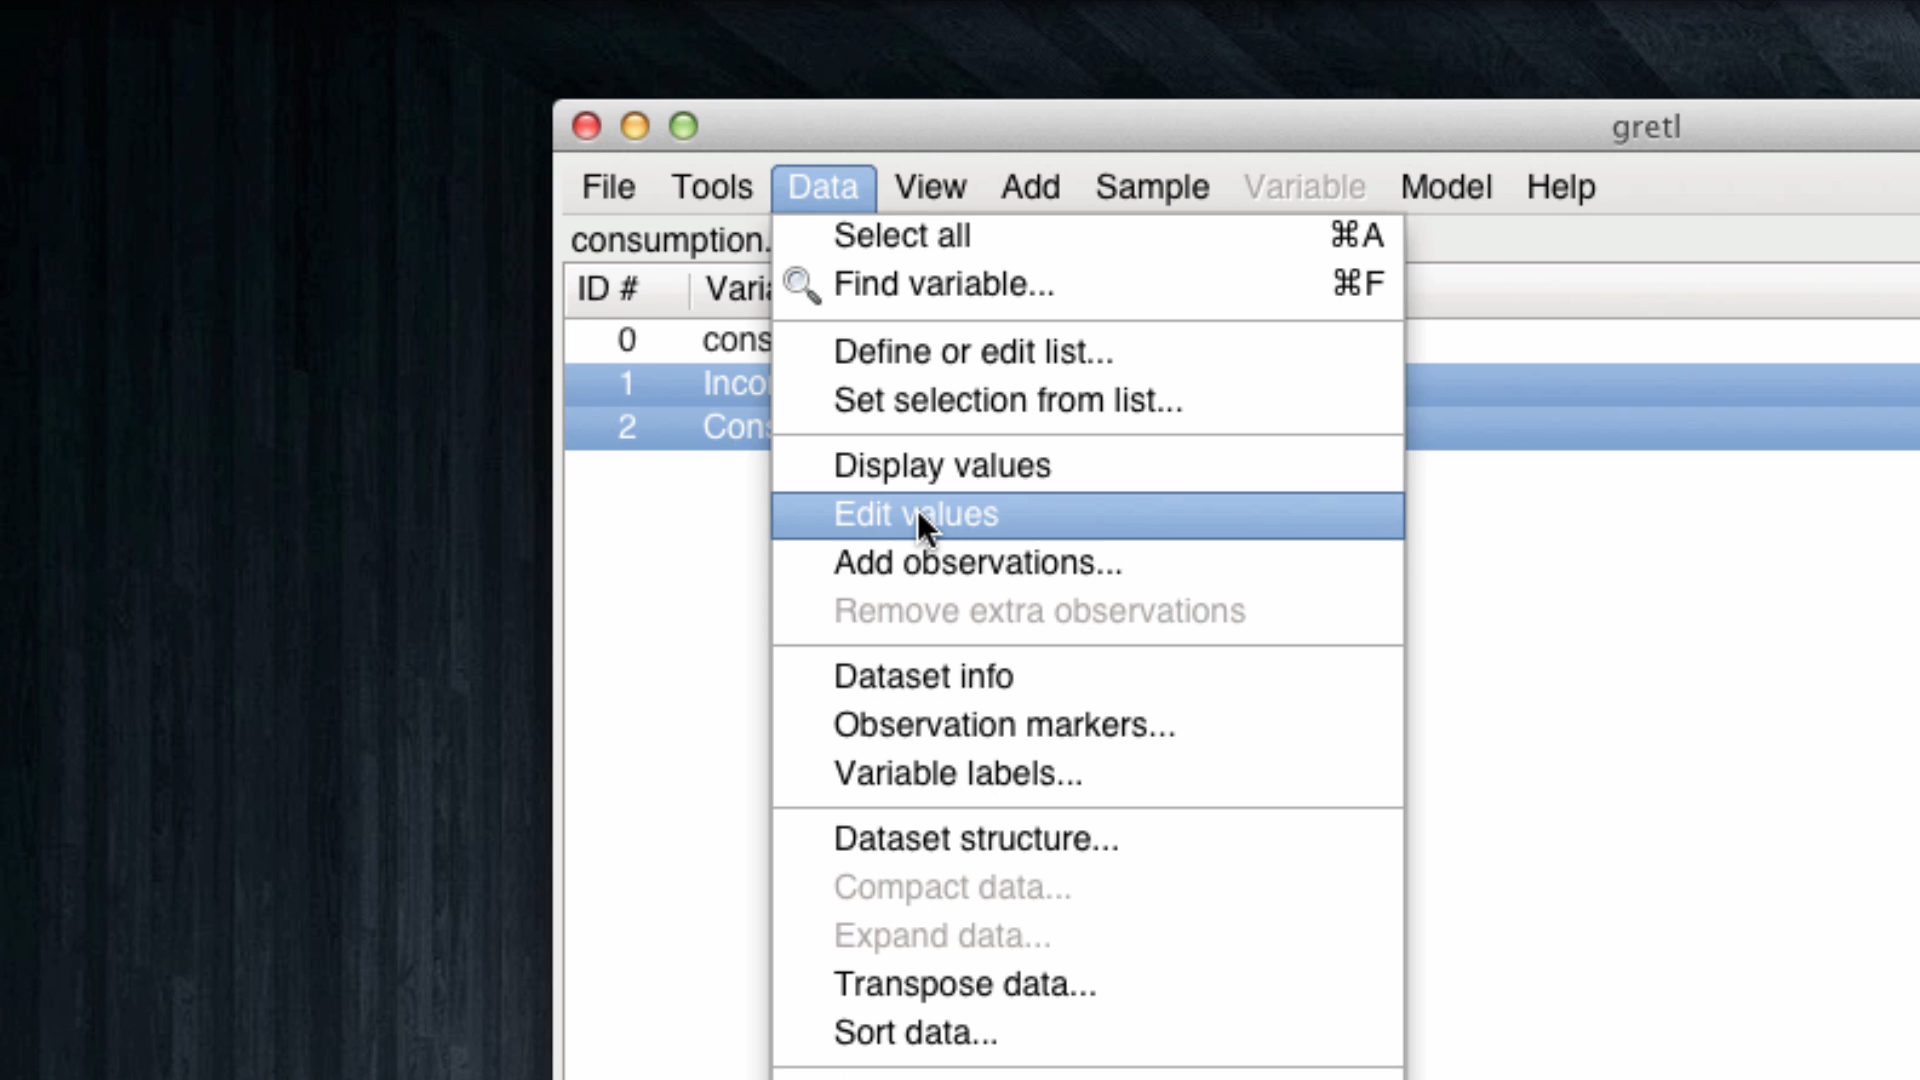 gretl
File Tools Data View Add Sample Variable Model Help
consumption.
ID # Varia
0 cons
1 Inco
2 Cons
Select all ⌘A
Find variable... ⌘F
Define or edit list...
Set selection from list...
Display values
Edit values
Add observations...
Remove extra observations
Dataset info
Observation markers...
Variable labels...
Dataset structure...
Compact data...
Expand data...
Transpose data...
Sort data...